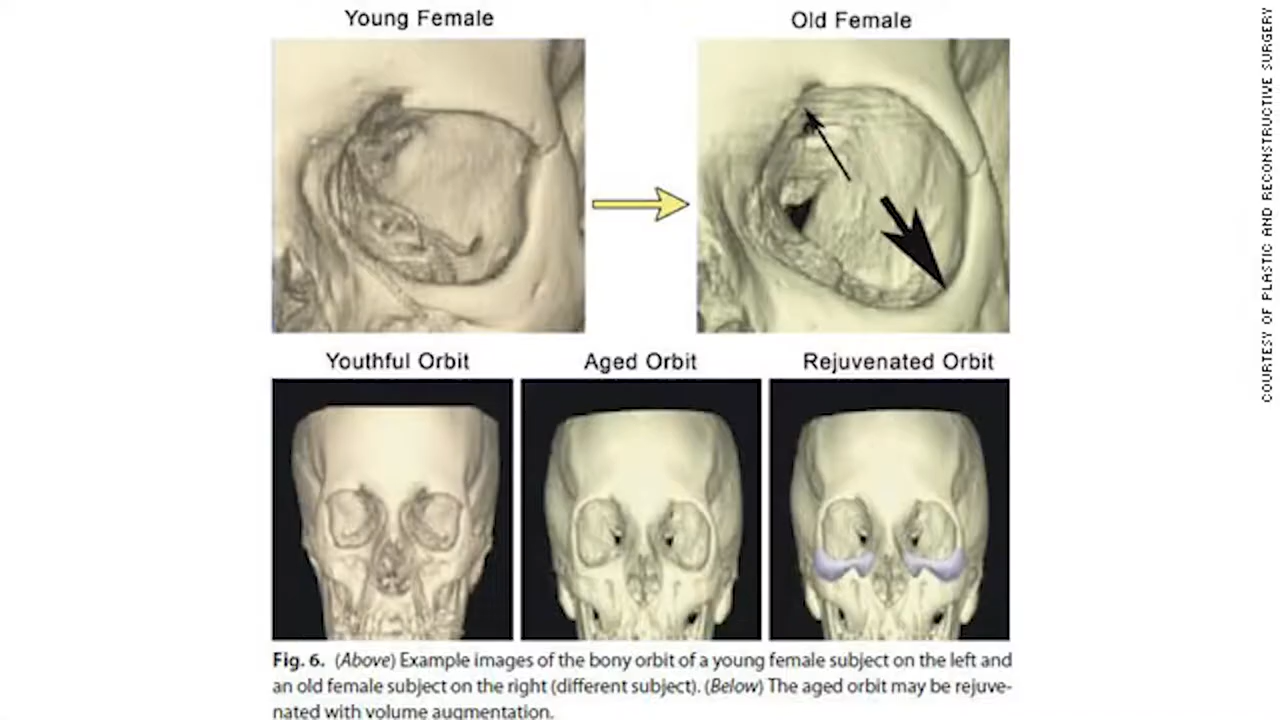 Young Female
Old Female
Youthful Orbit
Aged Orbit
Rejuvenated Orbit
Fig. 6. (Above) Example images of the bony orbit of a young female subject on the left and
an old female subject on the right (different subject). (Below) The aged orbit may be rejuve-
nated with volume augmentation.
COURTESY OF PLASTIC AND RECONSTRUCTIVE SURGERY